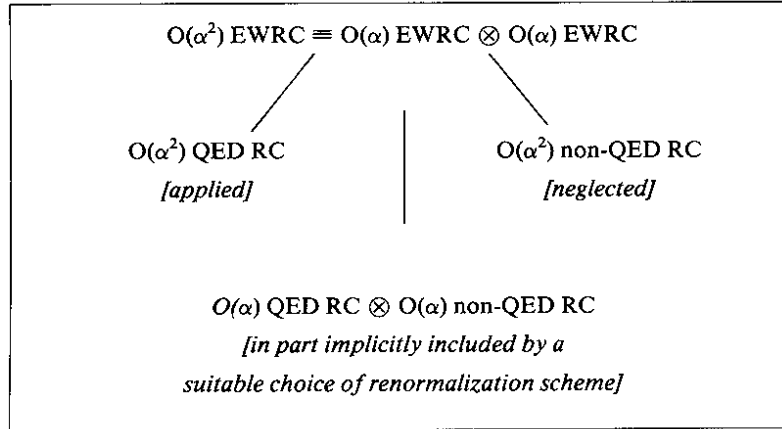 O(α²) EWRC ≡ O(α) EWRC ⊗ O(α) EWRC
O(α²) QED RC O(α²) non-QED RC
[applied] [neglected]
O(α) QED RC ⊗ O(α) non-QED RC
[in part implicitly included by a
suitable choice of renormalization scheme]